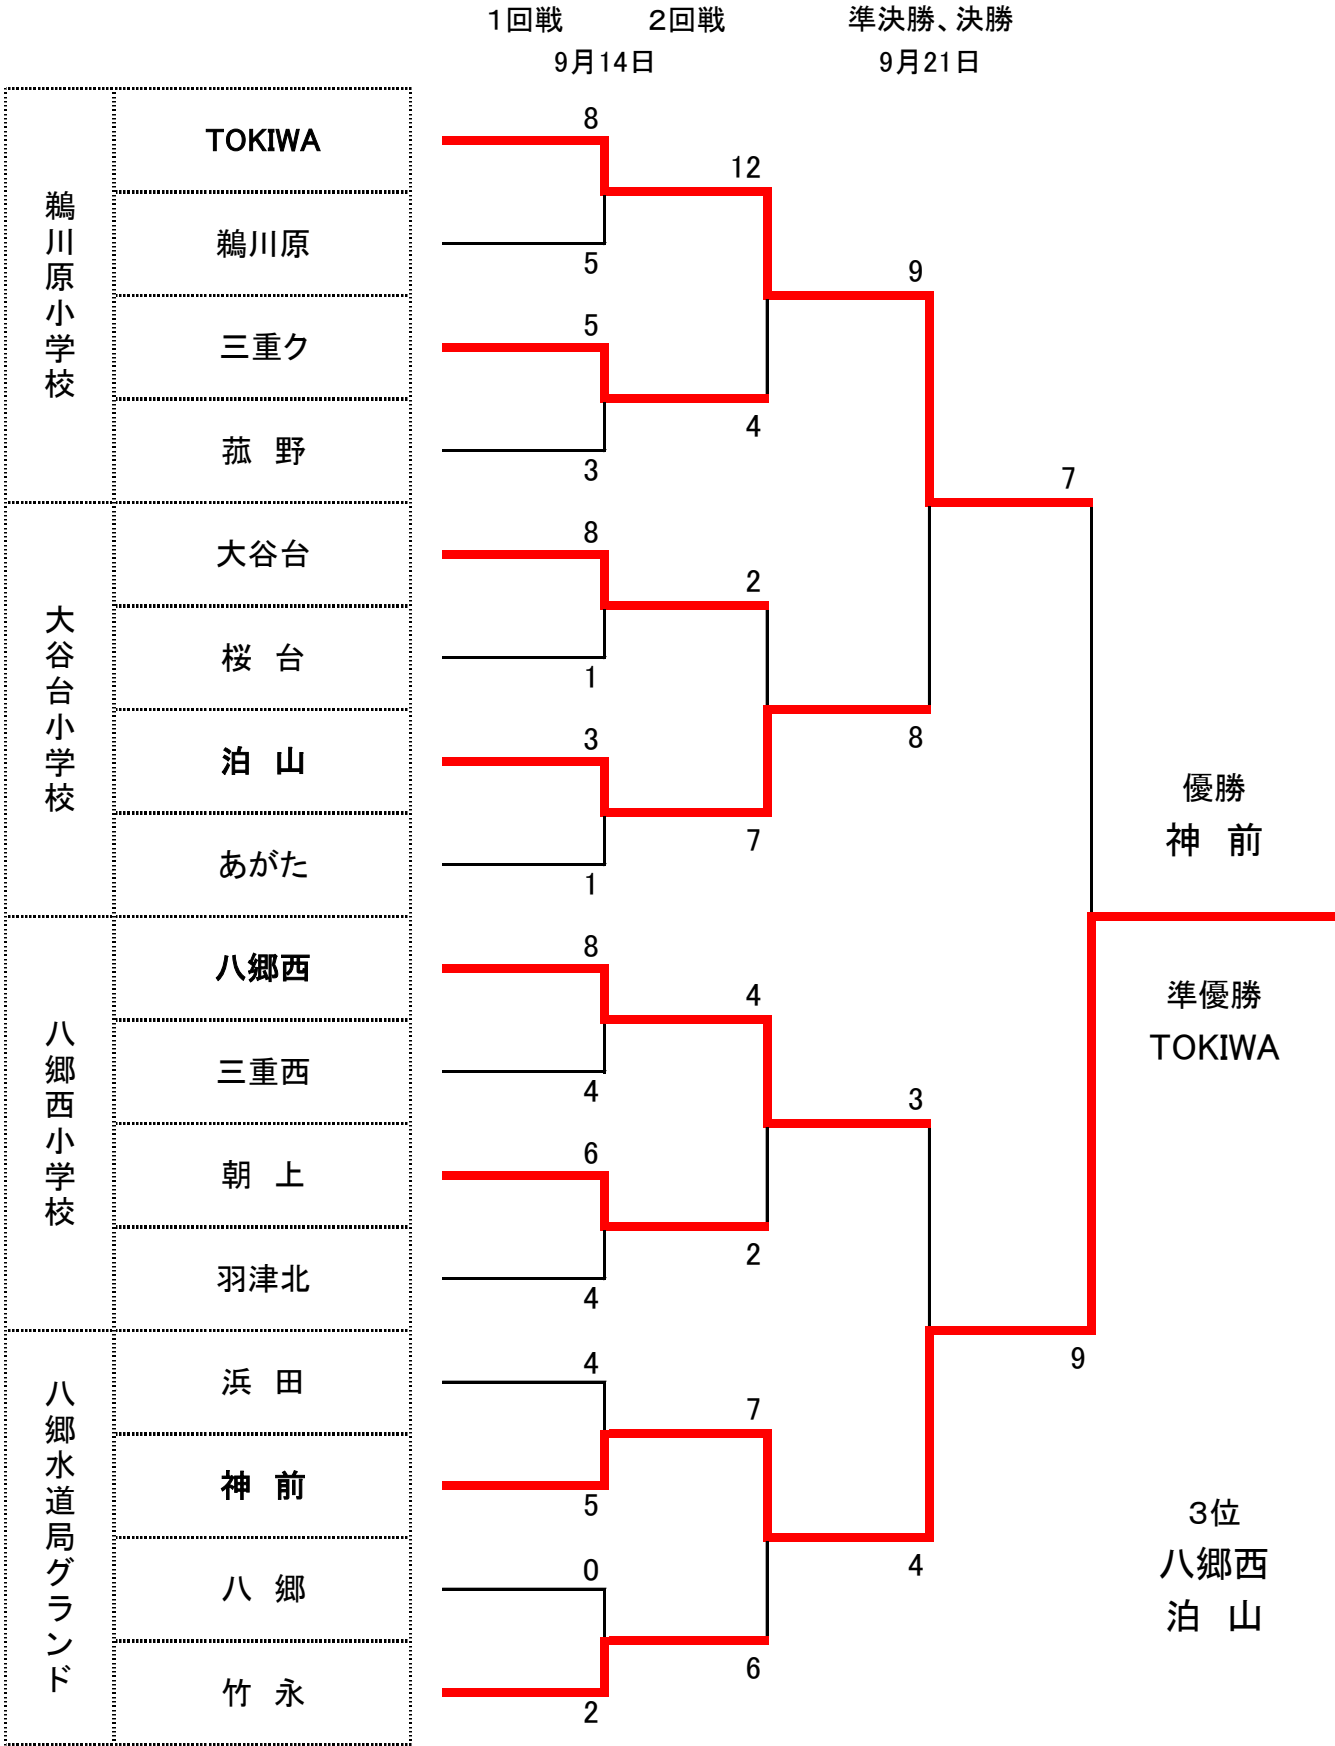 １回戦　２回戦　準決勝、決勝
9月14日　9月21日
鵜川原小学校
TOKIWA
鵜川原
三重ク
菰　野
大谷台小学校
大谷台
桜　台
泊　山
あがた
八郷西小学校
八郷西
三重西
朝　上
羽津北
八郷水道局グランド
浜　田
神　前
八　郷
竹　永
8
5
5
3
8
1
3
1
8
4
6
4
4
5
0
2
12
4
2
7
4
2
7
6
9
8
3
4
7
9
優勝
神　前
準優勝
TOKIWA
３位
八郷西
泊　山